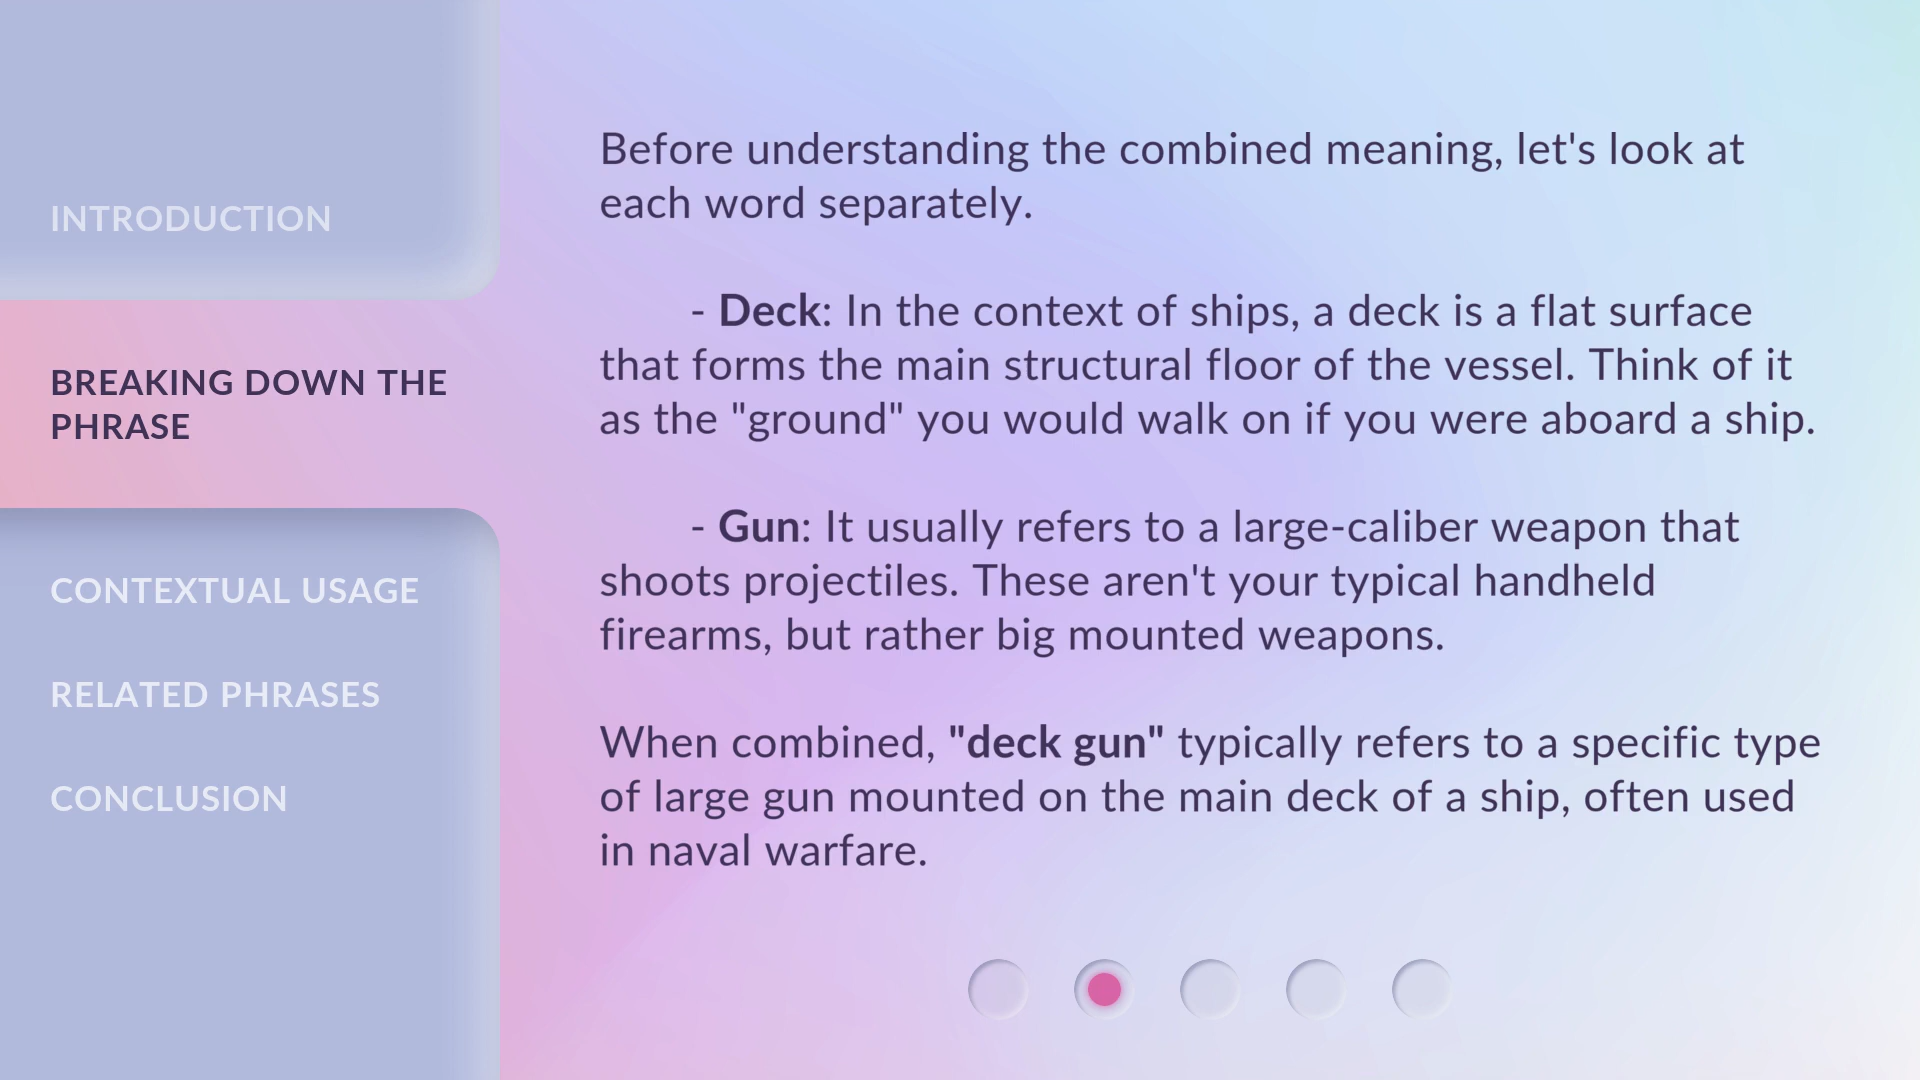 INTRODUCTION
BREAKING DOWN THE
PHRASE
CONTEXTUAL USAGE
RELATED PHRASES
CONCLUSION
Before understanding the combined meaning, let's look at
each word separately.
- Deck: In the context of ships, a deck is a flat surface
that forms the main structural floor of the vessel. Think of it
as the "ground" you would walk on if you were aboard a ship.
- Gun: It usually refers to a large-caliber weapon that
shoots projectiles. These aren't your typical handheld
firearms, but rather big mounted weapons.
When combined, "deck gun" typically refers to a specific type
of large gun mounted on the main deck of a ship, often used
in naval warfare.